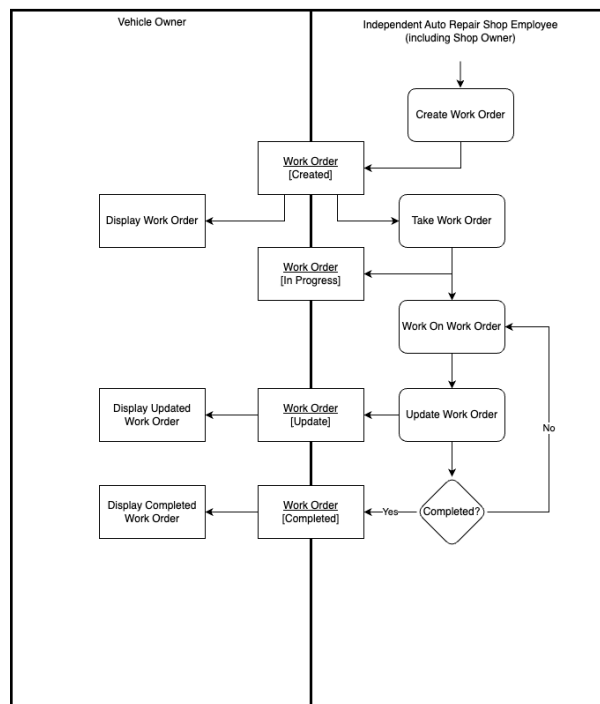 Vehicle Owner
Independent Auto Repair Shop Employee
(including Shop Owner)
Create Work Order
Work Order
[Created]
Display Work Order
Take Work Order
Work Order
[In Progress]
Work On Work Order
Display Updated
Work Order
Work Order
[Update]
Update Work Order
No
Display Completed
Work Order
Work Order
[Completed]
Yes
Completed?